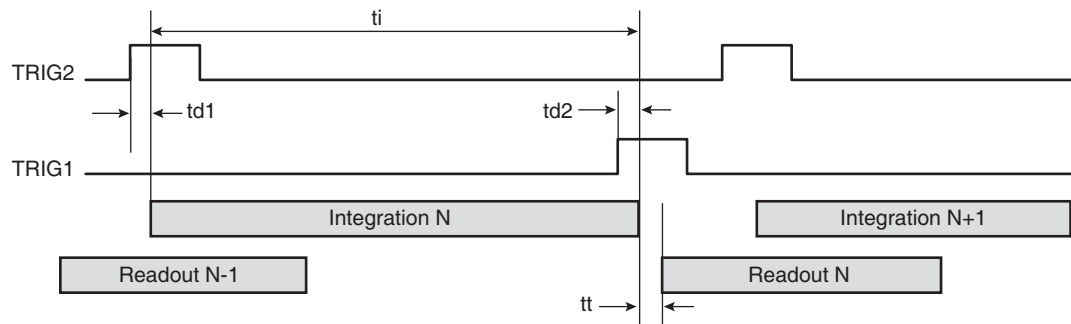 ti
TRIG2
td1
td2
TRIG1
Integration N
Integration N+1
Readout N-1
Readout N
tt